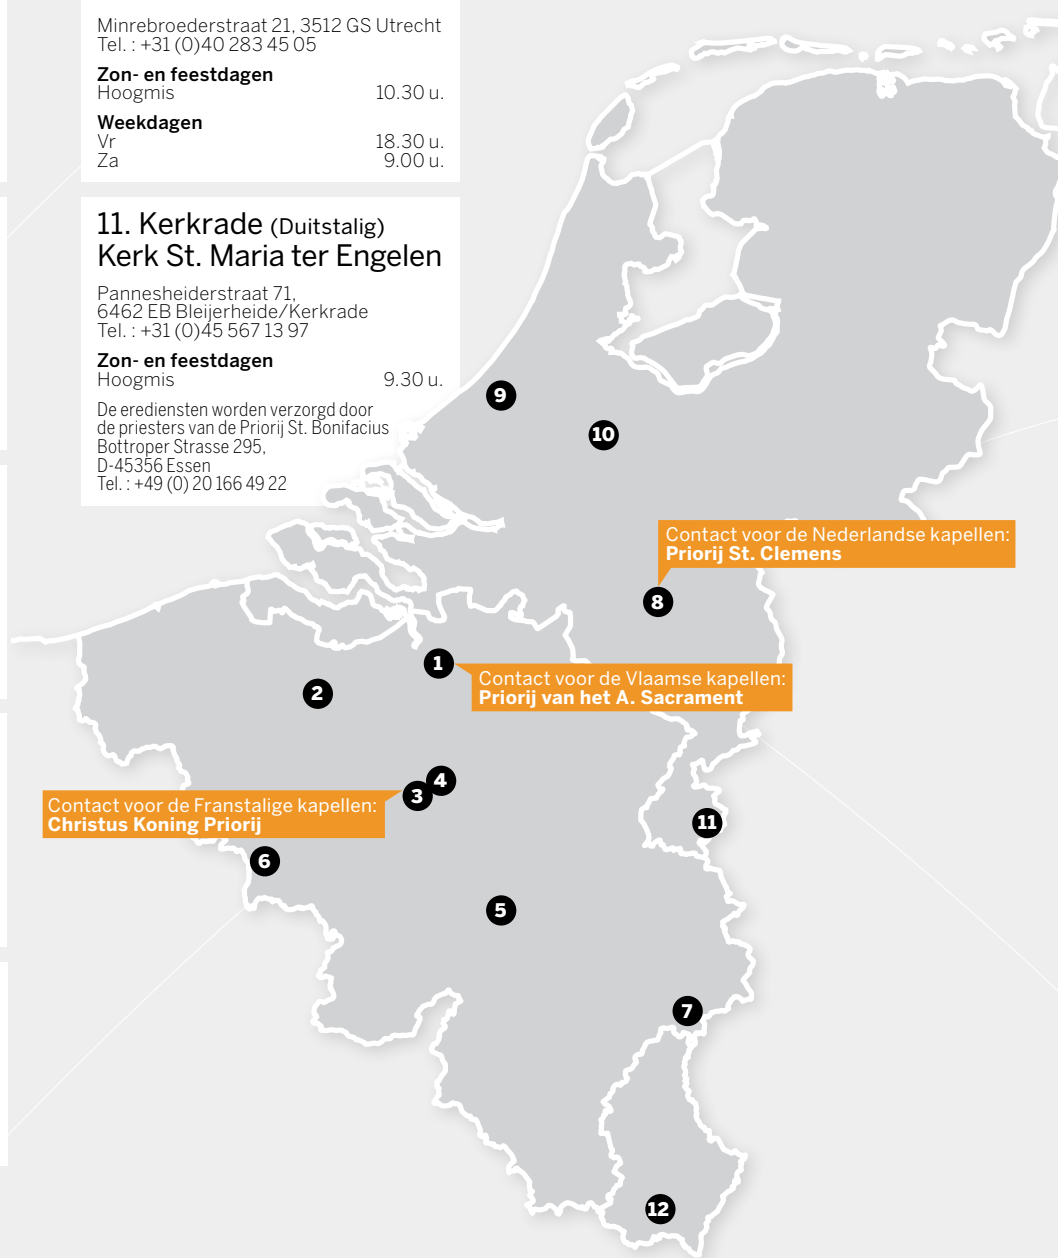 Minrebroederstraat 21, 3512 GS Utrecht
Tel. : +31 (0)40 283 45 05
Zon- en feestdagen
Hoogmis 10.30 u.
Weekdagen
Vr 18.30 u.
Za 9.00 u.
11. Kerkrade (Duitstalig)
Kerk St. Maria ter Engelen
Pannesheiderstraat 71,
6462 EB Bleijerheide/Kerkrade
Tel. : +31 (0)45 567 13 97
Zon- en feestdagen
Hoogmis 9.30 u.
De erediensten worden verzorgd door
de priesters van de Priorij St. Bonifacius
Bottroper Strasse 295,
D-45356 Essen
Tel. : +49 (0) 20 166 49 22
9
10
Contact voor de Nederlandse kapellen:
Priorij St. Clemens
8
1
Contact voor de Vlaamse kapellen:
Priorij van het A. Sacrament
2
4
3
Contact voor de Franstalige kapellen:
Christus Koning Priorij
11
6
5
7
12